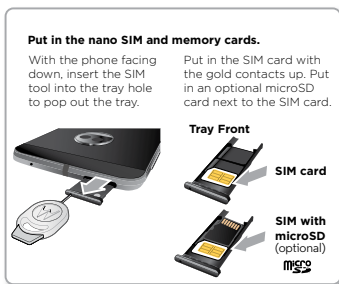 Put in the nano SIM and memory cards.
With the phone facing
down, insert the SIM
tool into the tray hole
to pop out the tray.
Put in the SIM card with
the gold contacts up. Put
in an optional microSD
card next to the SIM card.
Tray Front
SIM card
SIM with
microSD
(optional)
micro
SD